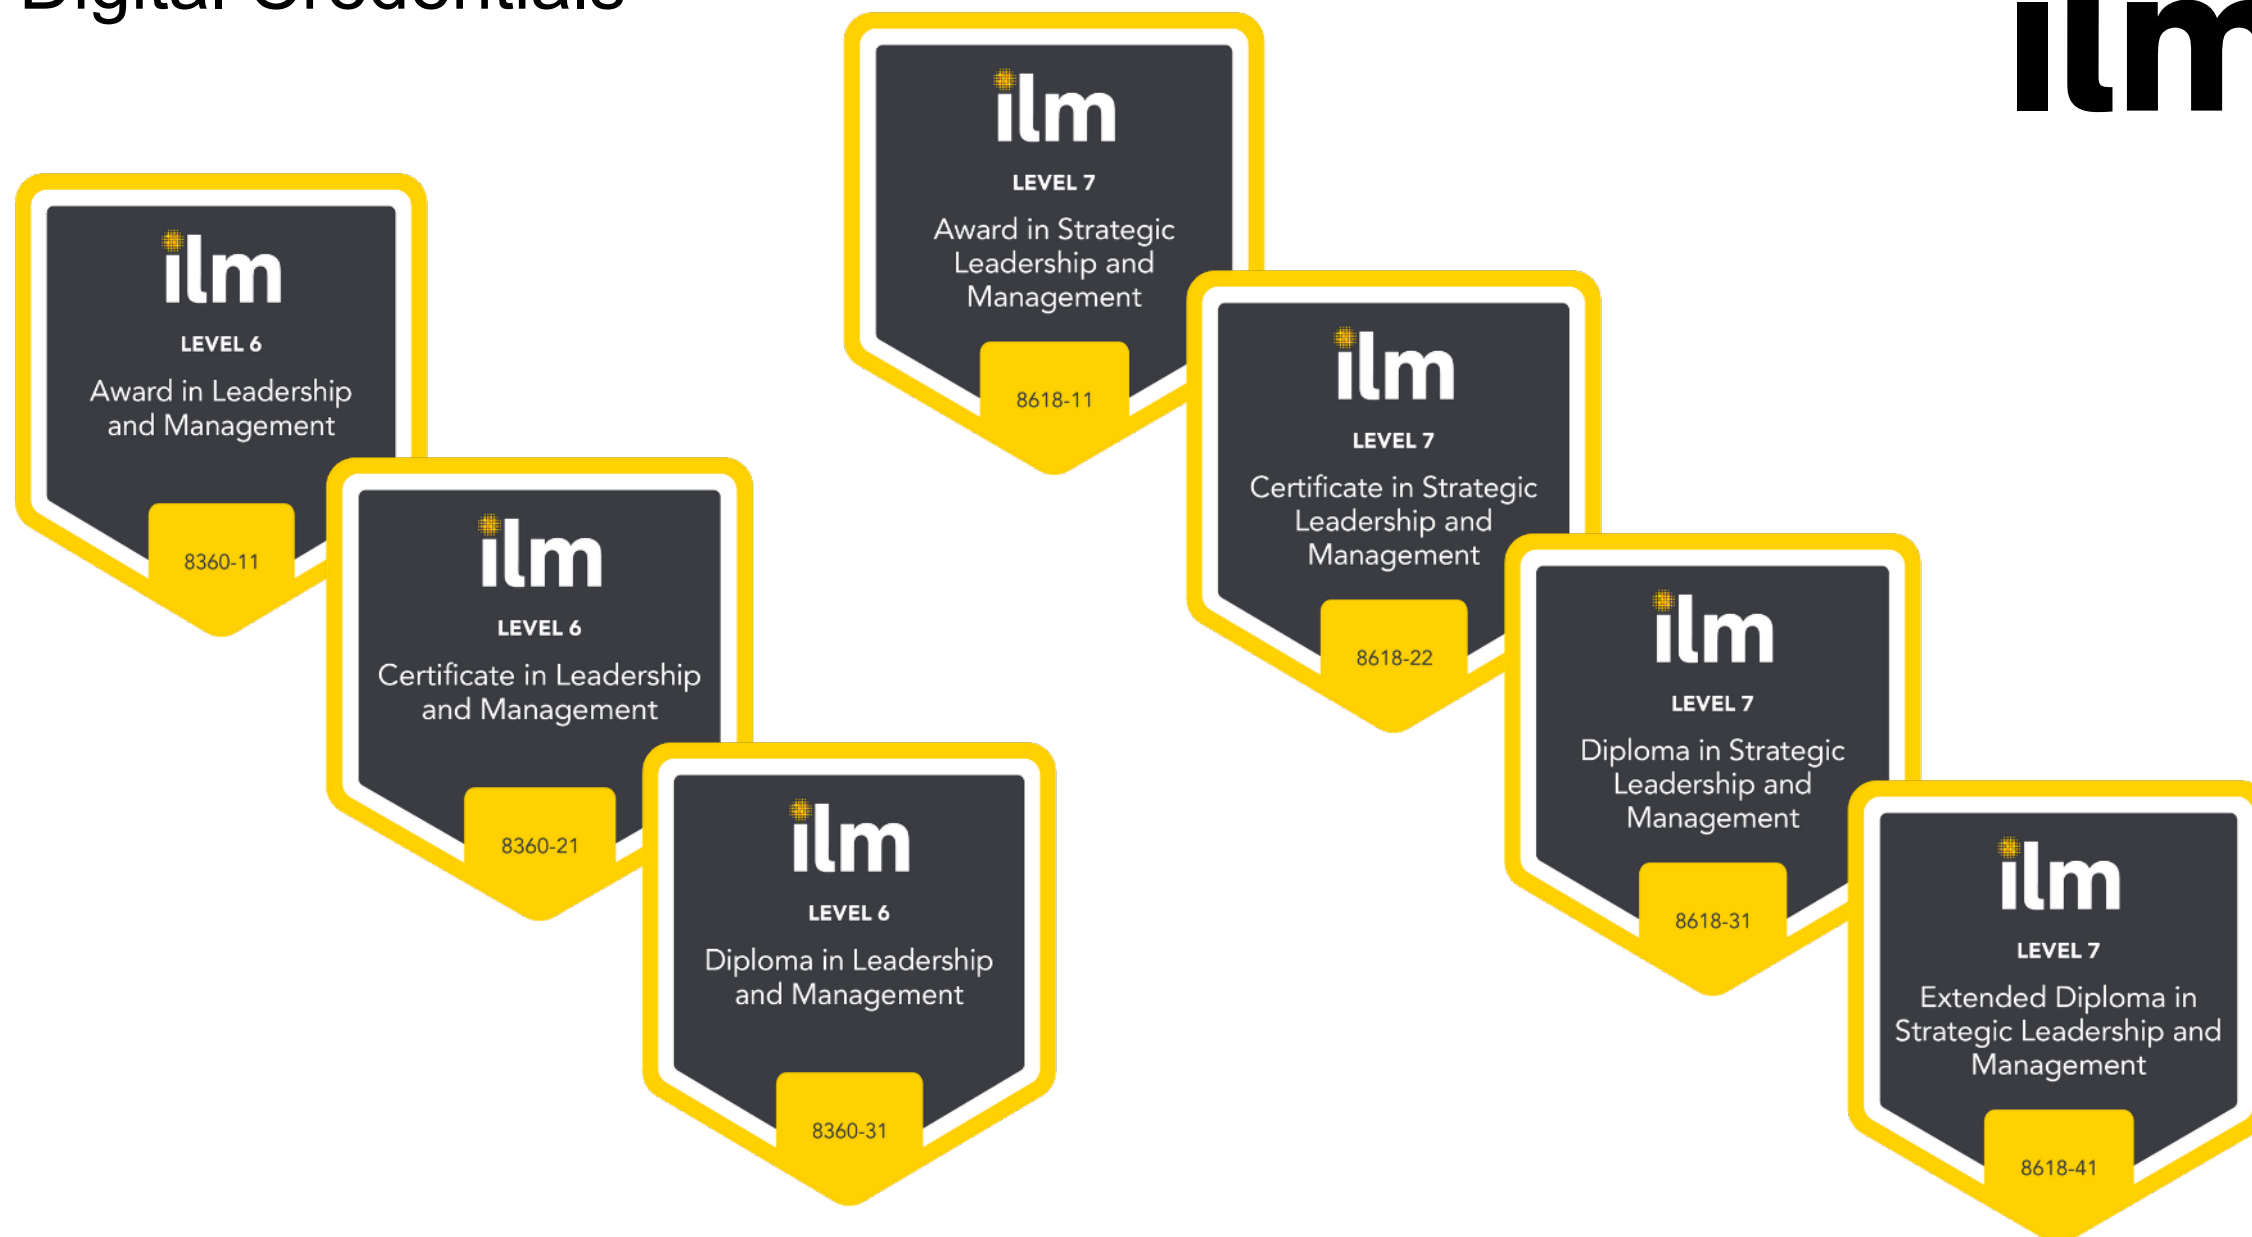 Digital Credentials
ilm
ilm
LEVEL 6
Award in Leadership
and Management
8360-11
ilm
LEVEL 6
Certificate in Leadership
and Management
8360-21
ilm
LEVEL 6
Diploma in Leadership
and Management
8360-31
ilm
LEVEL 7
Award in Strategic
Leadership and
Management
8618-11
ilm
LEVEL 7
Certificate in Strategic
Leadership and
Management
8618-22
ilm
LEVEL 7
Diploma in Strategic
Leadership and
Management
8618-31
ilm
LEVEL 7
Extended Diploma in
Strategic Leadership and
Management
8618-41